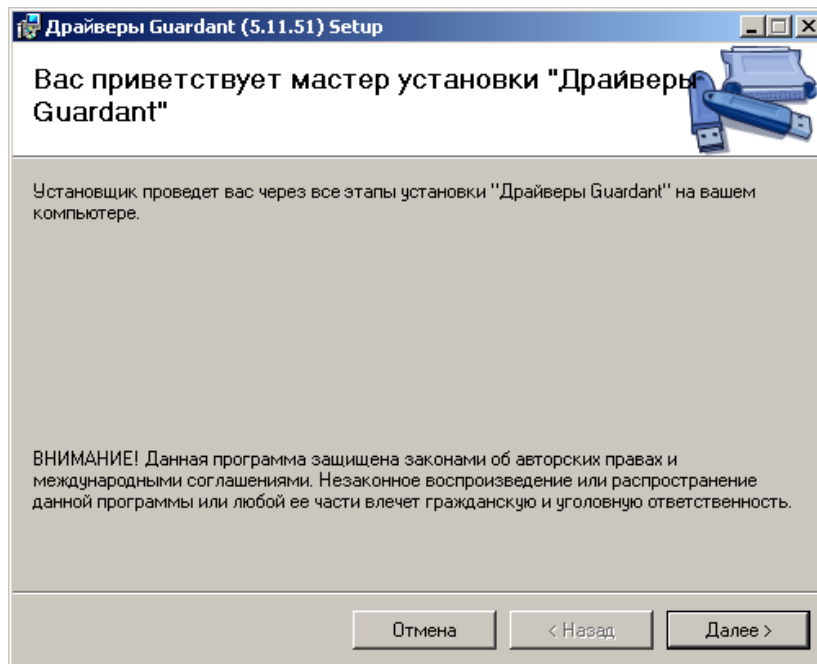 Драйверы Guardant (5.11.51) Setup
Вас приветствует мастер установки "Драйверы
Guardant"
Установщик проведет вас через все этапы установки "Драйверы Guardant" на вашем
компьютере.
ВНИМАНИЕ! Данная программа защищена законами об авторских правах и
международными соглашениями. Незаконное воспроизведение или распространение
данной программы или любой ее части влечет гражданскую и уголовную ответственность.
Отмена
< Назад
Далее >